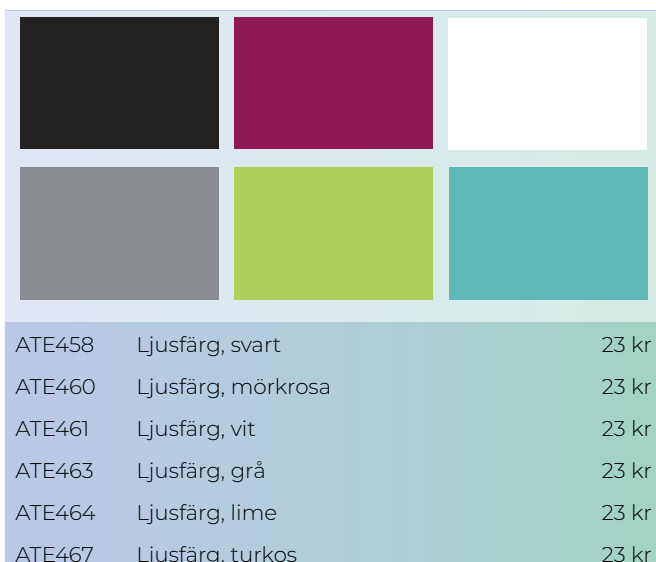 ATE458 Ljusfärg, svart 23 kr
ATE460 Ljusfärg, mörkrosa 23 kr
ATE461 Ljusfärg, vit 23 kr
ATE463 Ljusfärg, grå 23 kr
ATE464 Ljusfärg, lime 23 kr
ATE467 Ljusfärg, turkos 23 kr